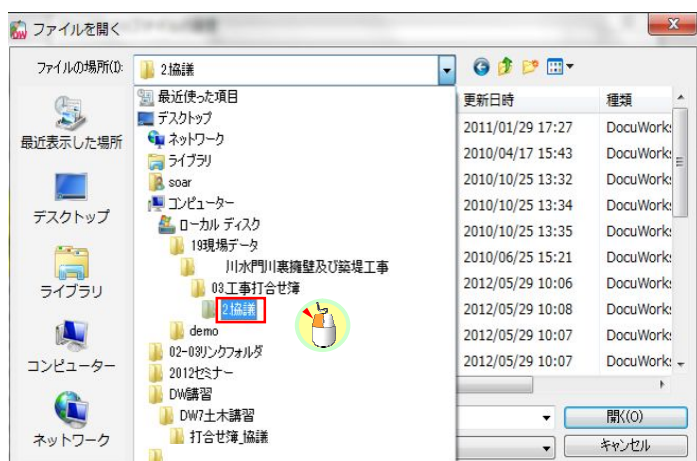 ファイルを開く
ファイルの場所(I):
2.協議
最近使った項目
デスクトップ
ネットワーク
ライブラリ
soar
コンピューター
ローカル ディスク
19現場データ
川水門川裏擁壁及び築堤工事
03.工事打合せ簿
2.協議
demo
02-03リンクフォルダ
2012セミナー
DW講習
DW7土木講習
打合せ簿_協議
最近表示した場所
デスクトップ
ライブラリ
コンピューター
ネットワーク
更新日時 種類
2011/01/29 17:27 DocuWorks
2010/04/17 15:43 DocuWorks
2010/10/25 13:32 DocuWorks
2010/10/25 13:34 DocuWorks
2010/10/25 13:35 DocuWorks
2010/06/25 15:21 DocuWorks
2012/05/29 10:06 DocuWorks
2012/05/29 10:08 DocuWorks
2012/05/29 10:07 DocuWorks
2012/05/29 10:07 DocuWorks
開く(O)
キャンセル